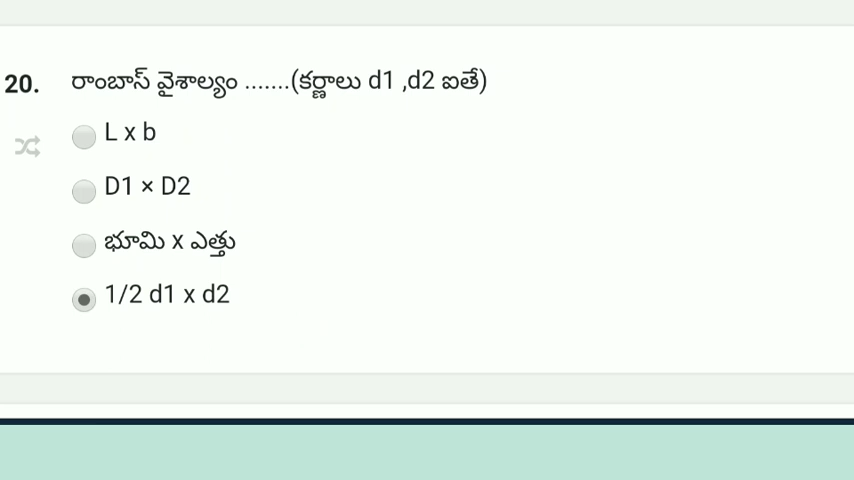 20. రాంబాస్ వైశాల్యం .......(కర్ణాలు d1 ,d2 ఐతే)
L x b
D1 × D2
భూమి x ఎత్తు
1/2 d1 x d2